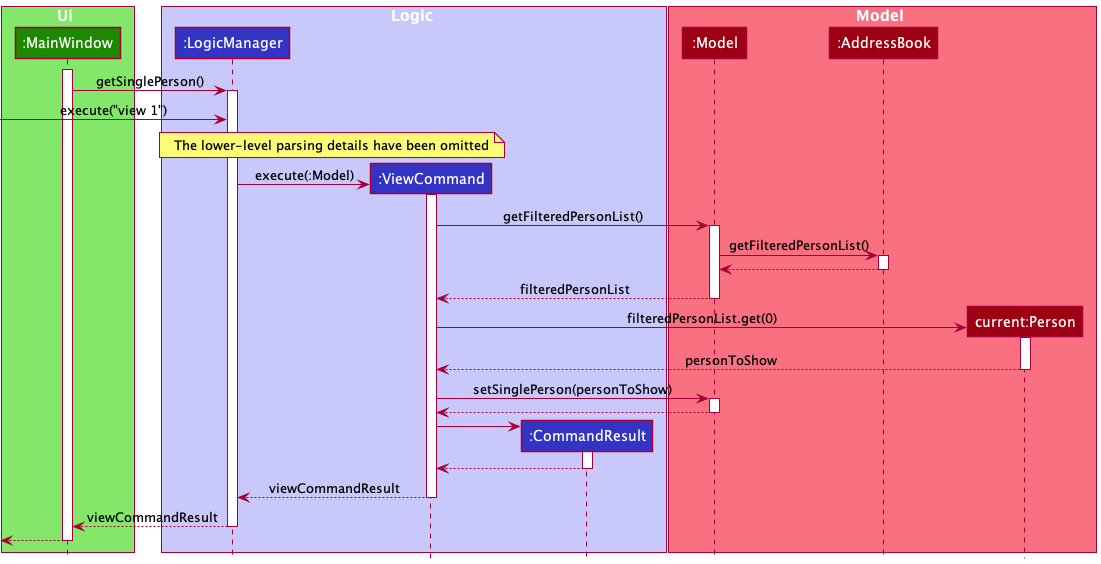 Ui
Logic
Model
:MainWindow
:LogicManager
:Model
:AddressBook
getSinglePerson()
execute("view 1")
The lower-level parsing details have been omitted
execute(:Model)
:ViewCommand
getFilteredPersonList()
getFilteredPersonList()
filteredPersonList
filteredPersonList.get(0)
current:Person
personToShow
setSinglePerson(personToShow)
:CommandResult
viewCommandResult
viewCommandResult